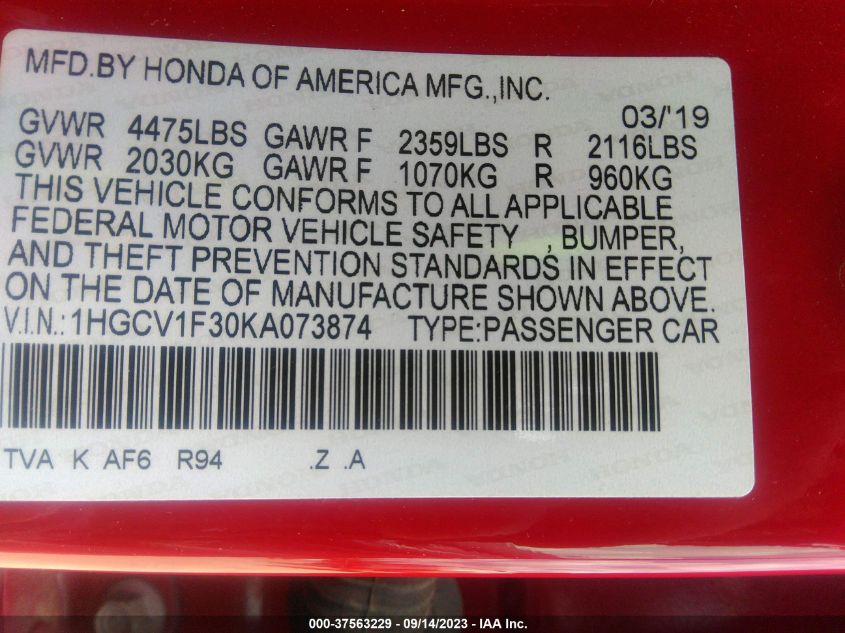 MFD.BY HONDA OF AMERICA MFG.,INC.
03/'19
GVWR 4475LBS GAWR F 2359LBS R 2116LBS
GVWR 2030KG GAWR F 1070KG R 960KG
THIS VEHICLE CONFORMS TO ALL APPLICABLE
FEDERAL MOTOR VEHICLE SAFETY , BUMPER,
AND THEFT PREVENTION STANDARDS IN EFFECT
ON THE DATE OF MANUFACTURE SHOWN ABOVE.
V.I.N.:1HGCV1F30KA073874 TYPE:PASSENGER CAR
TVA K AF6 R94 .Z .A
000-37563229 - 09/14/2023 - IAA Inc.